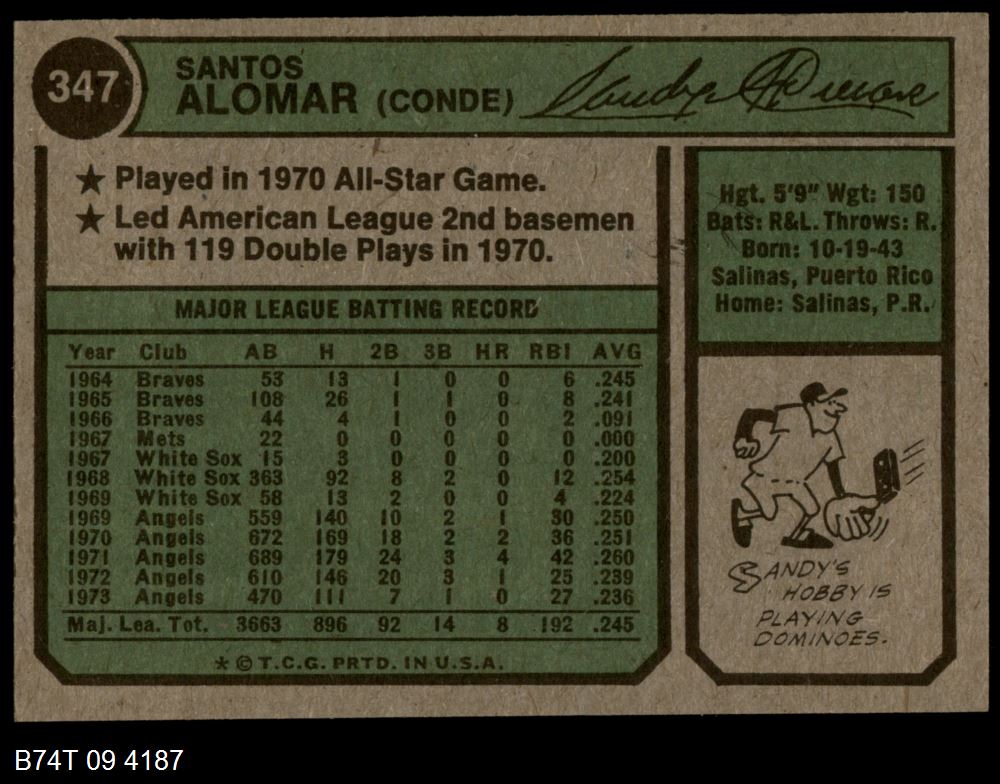 347
SANTOS
ALOMAR (CONDE)
Sandy Alomar
★ Played in 1970 All-Star Game.
★ Led American League 2nd basemen
with 119 Double Plays in 1970.
Hgt. 5'9" Wgt: 150
Bats: R&L. Throws: R.
Born: 10-19-43
Salinas, Puerto Rico
Home: Salinas, P.R.
MAJOR LEAGUE BATTING RECORD
Year Club AB H 2B 3B HR RBI AVG
1964 Braves 53 13 1 0 0 6 .245
1965 Braves 108 26 1 1 0 8 .241
1966 Braves 44 4 1 0 0 2 .091
1967 Mets 22 0 0 0 0 0 .000
1967 White Sox 15 3 0 0 0 0 .200
1968 White Sox 363 92 8 2 0 12 .254
1969 White Sox 58 13 2 0 0 4 .224
1969 Angels 559 140 10 2 1 30 .250
1970 Angels 672 169 18 2 2 36 .251
1971 Angels 689 179 24 3 4 42 .260
1972 Angels 610 146 20 3 1 25 .239
1973 Angels 470 111 7 1 0 27 .236
Maj. Lea. Tot. 3663 896 92 14 8 192 .245
* © T.C.G. PRTD. IN U.S.A.
SANDY'S
HOBBY IS
PLAYING
DOMINOES.
B74T 09 4187